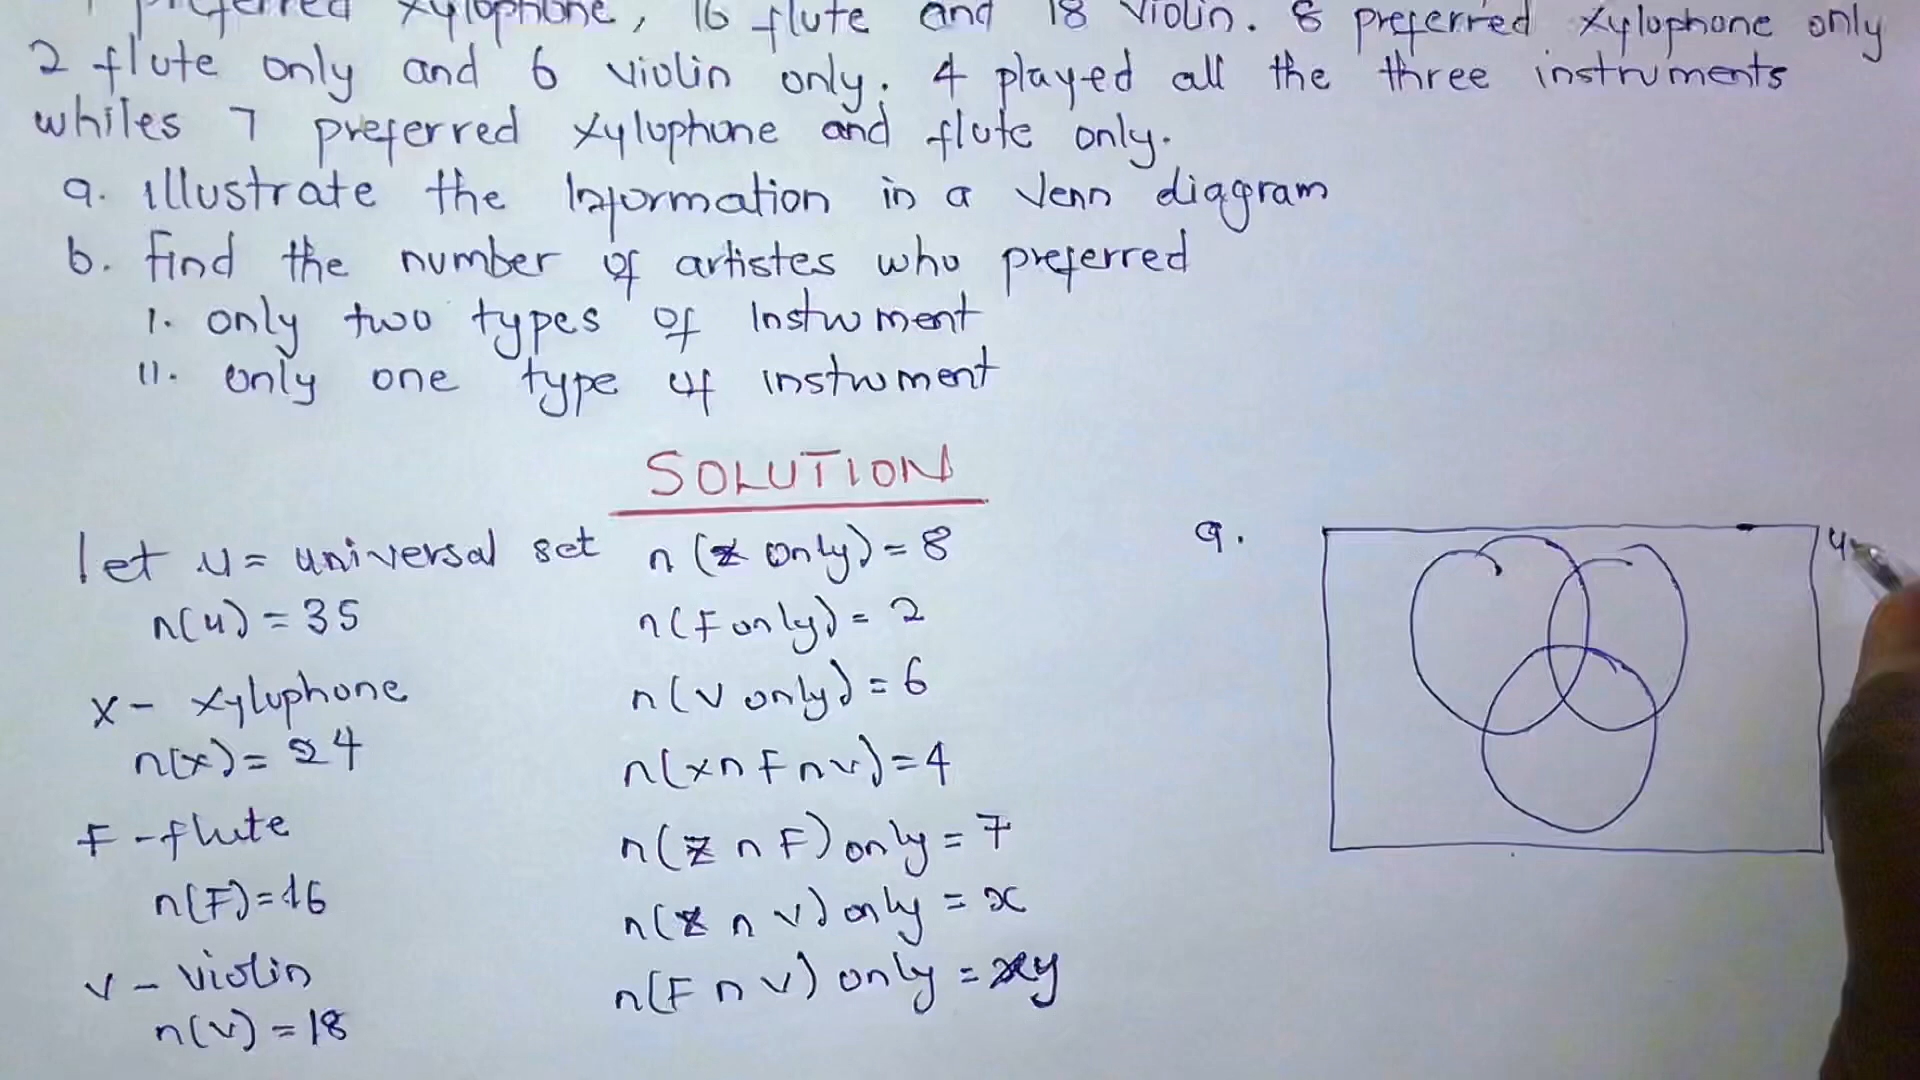 preferred xylophone, 16 flute and 18 violin. 8 preferred xylophone only
2 flute only and 6 violin only. 4 played all the three instruments
whiles 7 preferred xylophone and flute only.
a. illustrate the Information in a Venn diagram
b. find the number of artistes who preferred
i. only two types of Instrument
ii. only one type of instrument
SOLUTION
let U = universal set
n(U) = 35
x - xylophone
n(x) = 24
F - flute
n(F) = 16
V - violin
n(V) = 18
n(x only) = 8
n(F only) = 2
n(V only) = 6
n(x n F n V) = 4
n(x n F) only = 7
n(x n V) only = x
n(F n V) only = y
a.
U